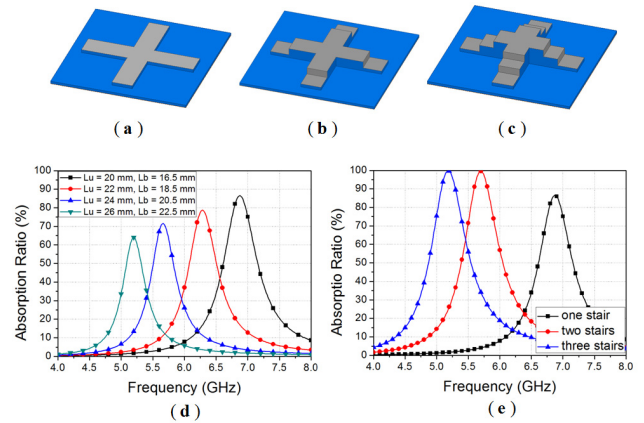 ( a )
( b )
( c )
Absorption Ratio (%)
100
90
80
70
60
50
40
30
20
10
0
Lu = 20 mm, Lb = 16.5 mm
Lu = 22 mm, Lb = 18.5 mm
Lu = 24 mm, Lb = 20.5 mm
Lu = 26 mm, Lb = 22.5 mm
4.0 4.5 5.0 5.5 6.0 6.5 7.0 7.5 8.0
Frequency (GHz)
( d )
Absorptio Ratio (%)
100
90
80
70
60
50
40
30
20
10
0
one stair
two stairs
three stairs
4.0 4.5 5.0 5.5 6.0 6.5 7.0 7.5 8.0
Frequency (GHz)
( e )